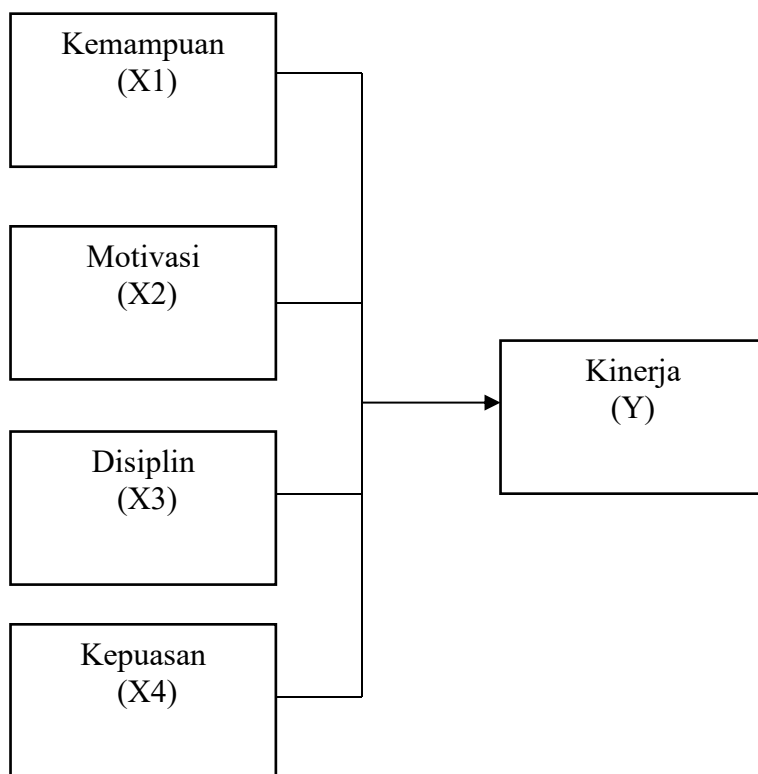 Kemampuan
(X1)
Motivasi
(X2)
Disiplin
(X3)
Kepuasan
(X4)
Kinerja
(Y)